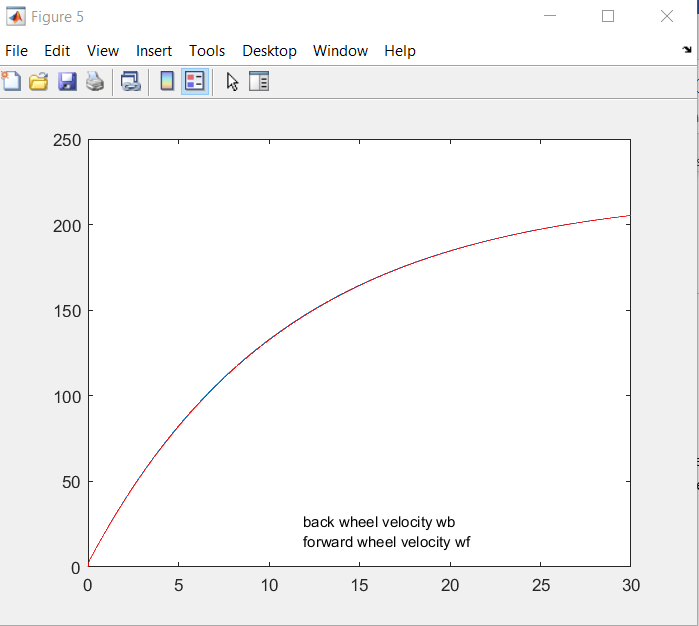 Figure 5
File Edit View Insert Tools Desktop Window Help
250
200
150
100
50
0
back wheel velocity wb
forward wheel velocity wf
0 5 10 15 20 25 30